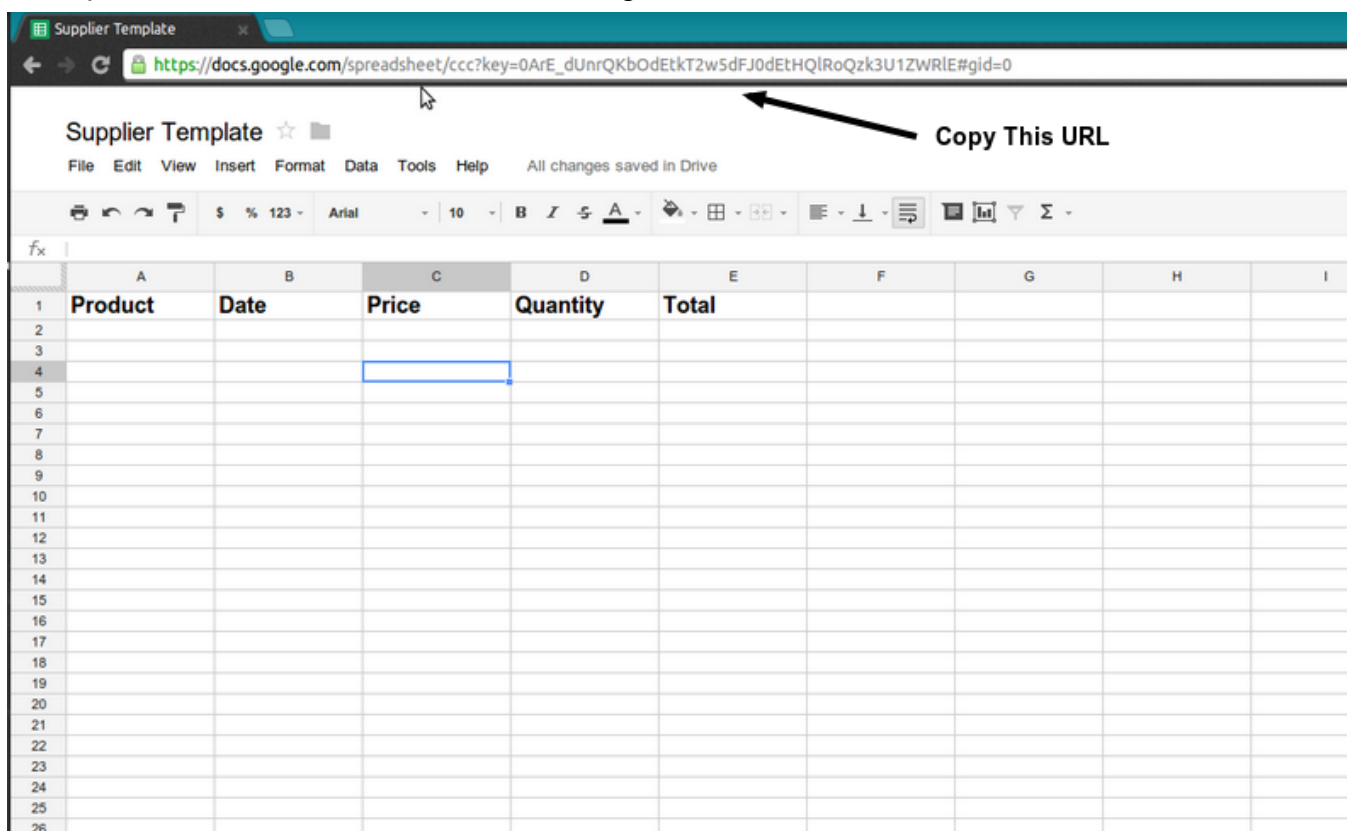 Supplier Template
https://docs.google.com/spreadsheet/ccc?key=0ArE_dUnrQKbOdEtkT2w5dFJ0dEtHQlRoQzk3U1ZWRlE#gid=0
Supplier Template
Copy This URL
File Edit View Insert Format Data Tools Help All changes saved in Drive
$ % 123 Arial 10 B I S A Σ
fx
A B C D E F G H I
1 Product Date Price Quantity Total
2
3
4
5
6
7
8
9
10
11
12
13
14
15
16
17
18
19
20
21
22
23
24
25
26